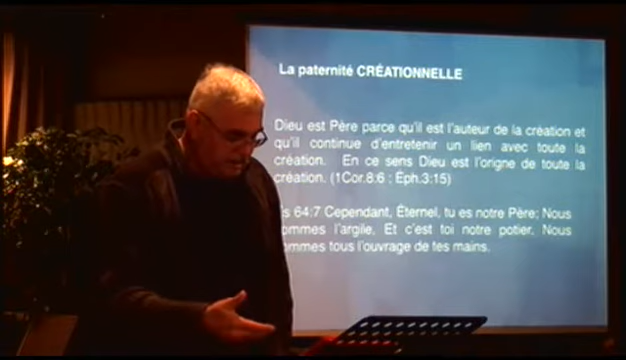 La paternité CRÉATIONNELLE
Dieu est Père parce qu'il est l'auteur de la création et
qu'il continue d'entretenir un lien avec toute la
création. En ce sens Dieu est l'origne de toute la
création. (1Cor.8:6 ; Éph.3:15)
s 64:7 Cependant, Éternel, tu es notre Père; Nous
ommes l'argile, Et c'est toi notre potier, Nous
ommes tous l'ouvrage de tes mains.